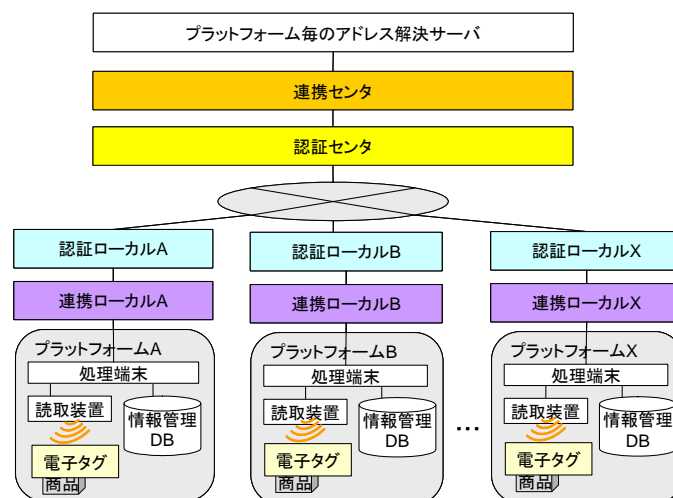 プラットフォーム毎のアドレス解決サーバ
連携センタ
認証センタ
認証ローカルA
認証ローカルB
認証ローカルX
連携ローカルA
連携ローカルB
連携ローカルX
プラットフォームA
処理端末
読取装置
情報管理
DB
電子タグ
商品
プラットフォームB
処理端末
読取装置
情報管理
DB
電子タグ
商品
...
プラットフォームX
処理端末
読取装置
情報管理
DB
電子タグ
商品